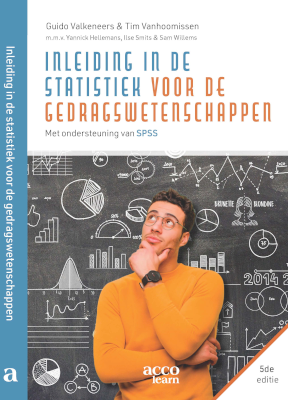 Guido Valkeneers & Tim Vanhoomissen
m.m.v. Yannick Hellemans, Ilse Smits & Sam Willems
INLEIDING IN DE
STATISTIEK VOOR DE
GEDRAGSWETENSCHAPPEN
Met ondersteuning van SPSS
Inleiding in de statistiek voor de gedragswetenschappen
BRUNETTE
BLONDINE
2014
acco
learn
5de
editie
a